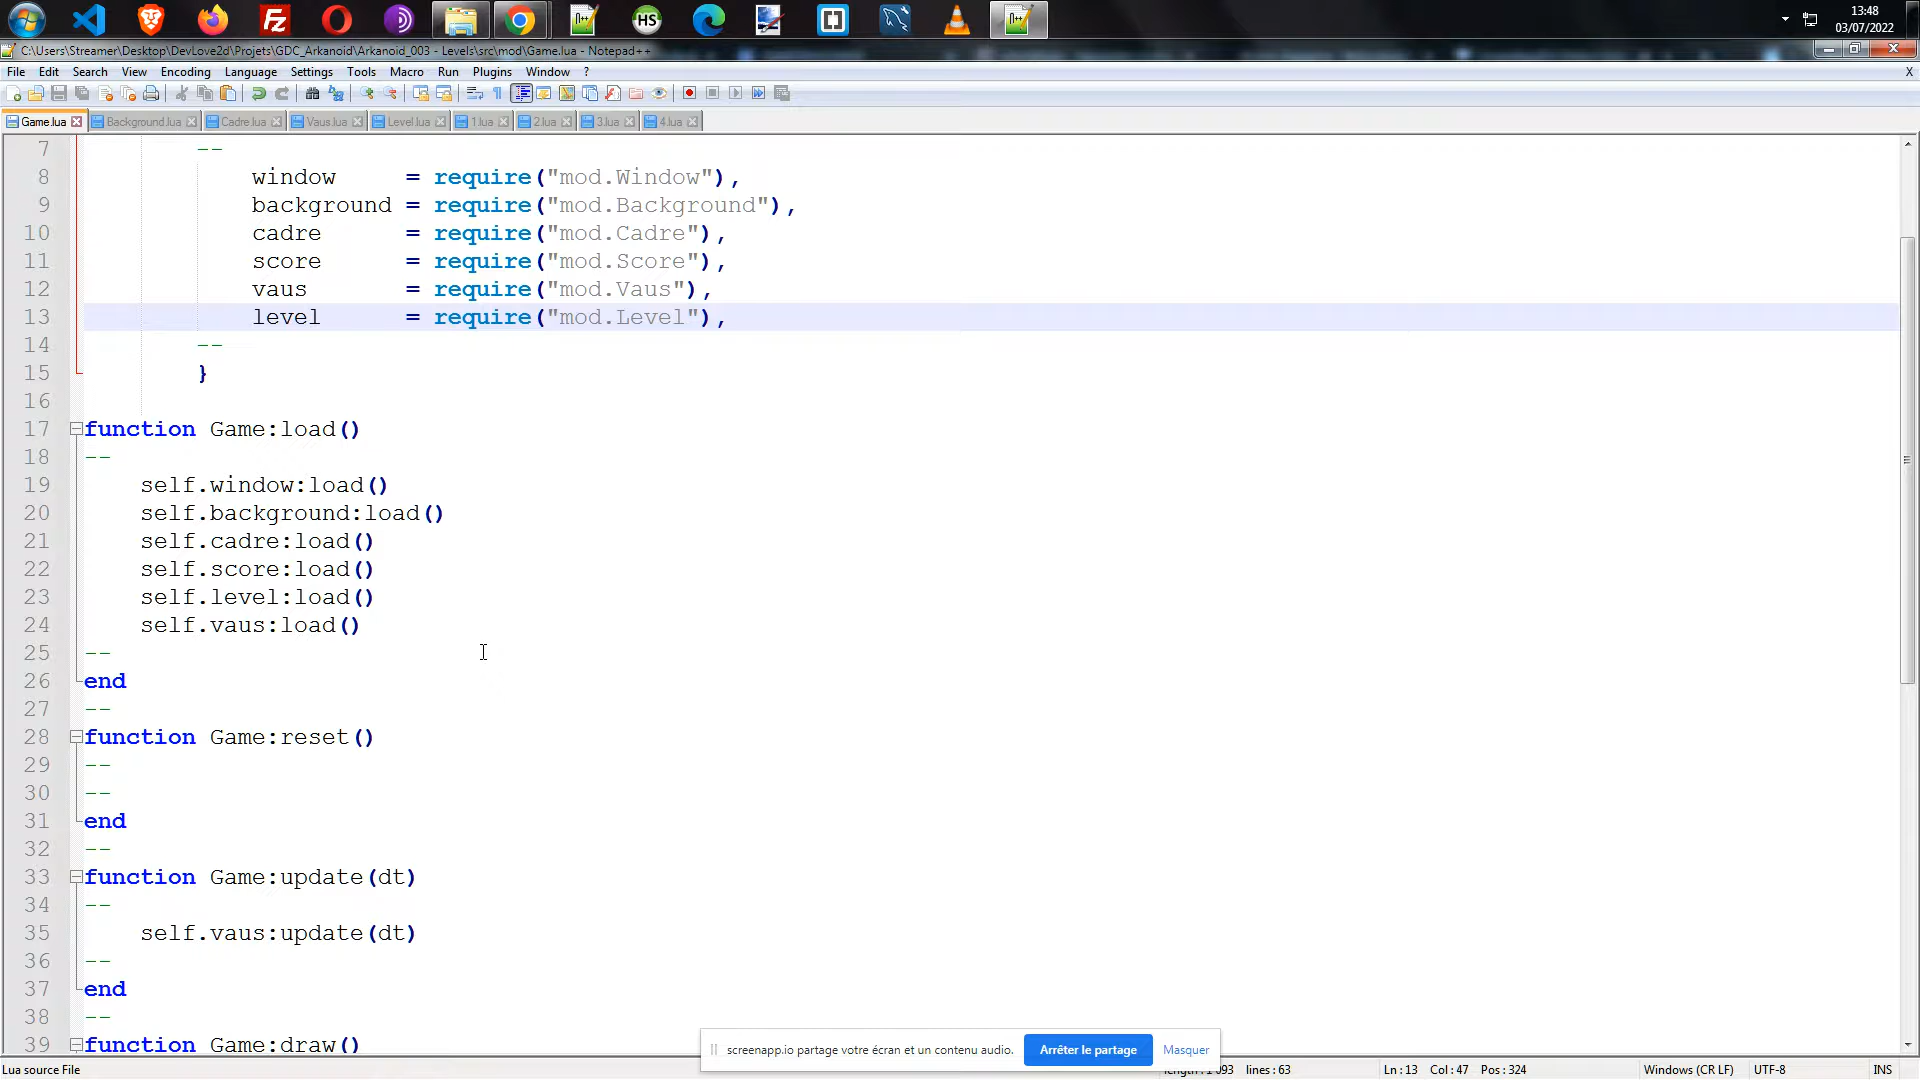 13:48
03/07/2022
C:\Users\Streamer\Desktop\DevLove2d\Projets\GDC_Arkanoid\Arkanoid_003 - Levels\src\mod\Game.lua - Notepad++
File Edit Search View Encoding Language Settings Tools Macro Run Plugins Window ? X
Game.lua Background.lua Cadre.lua Vaus.lua Level.lua 1.lua 2.lua 3.lua 4.lua
7 --
8 window = require("mod.Window"),
9 background = require("mod.Background"),
10 cadre = require("mod.Cadre"),
11 score = require("mod.Score"),
12 vaus = require("mod.Vaus"),
13 level = require("mod.Level"),
14 --
15 }
16
17 function Game:load()
18 --
19 self.window:load()
20 self.background:load()
21 self.cadre:load()
22 self.score:load()
23 self.level:load()
24 self.vaus:load()
25 --
26 end
27 --
28 function Game:reset()
29 --
30 --
31 end
32 --
33 function Game:update(dt)
34 --
35 self.vaus:update(dt)
36 --
37 end
38 --
39 function Game:draw()
screenapp.io partage votre écran et un contenu audio. Arrêter le partage Masquer
Lua source File lines : 63 Ln : 13 Col : 47 Pos : 324 Windows (CR LF) UTF-8 INS